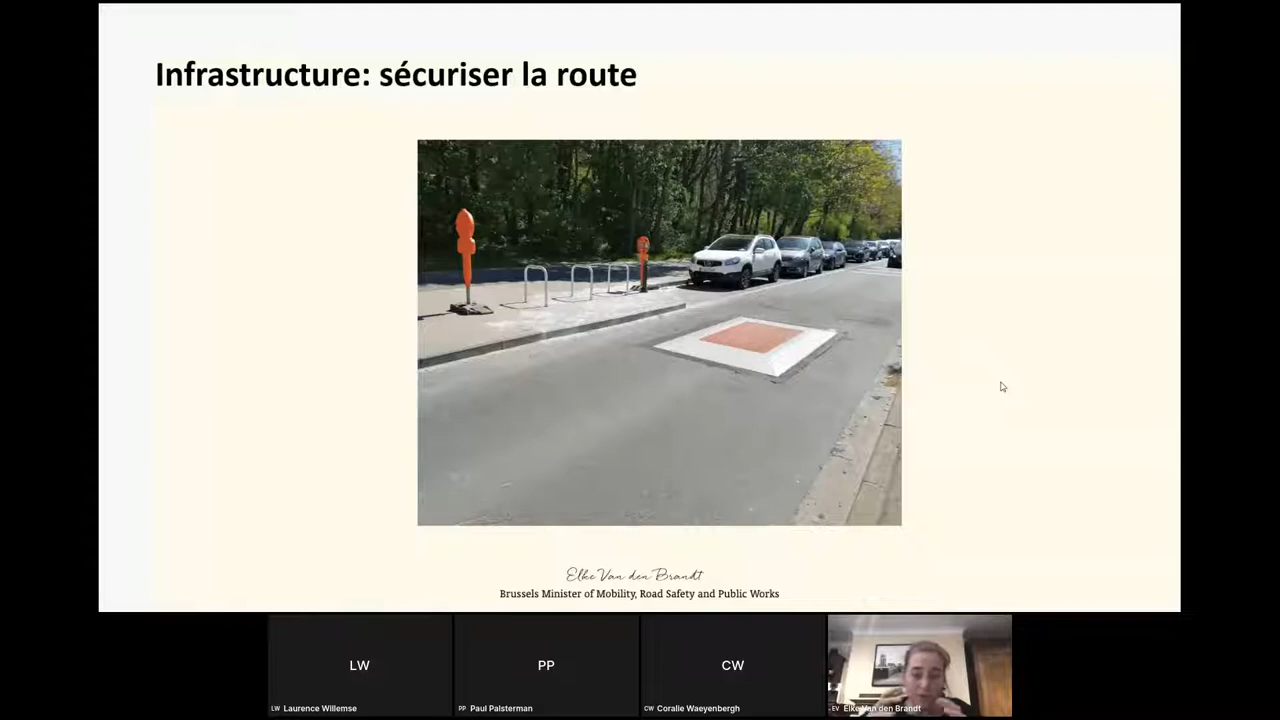 Infrastructure: sécuriser la route
Elke Van den Brandt
Brussels Minister of Mobility, Road Safety and Public Works
LW
PP
CW
LW Laurence Willemse
PP Paul Palsterman
CW Coralie Waeyenbergh
EV Elke Van den Brandt